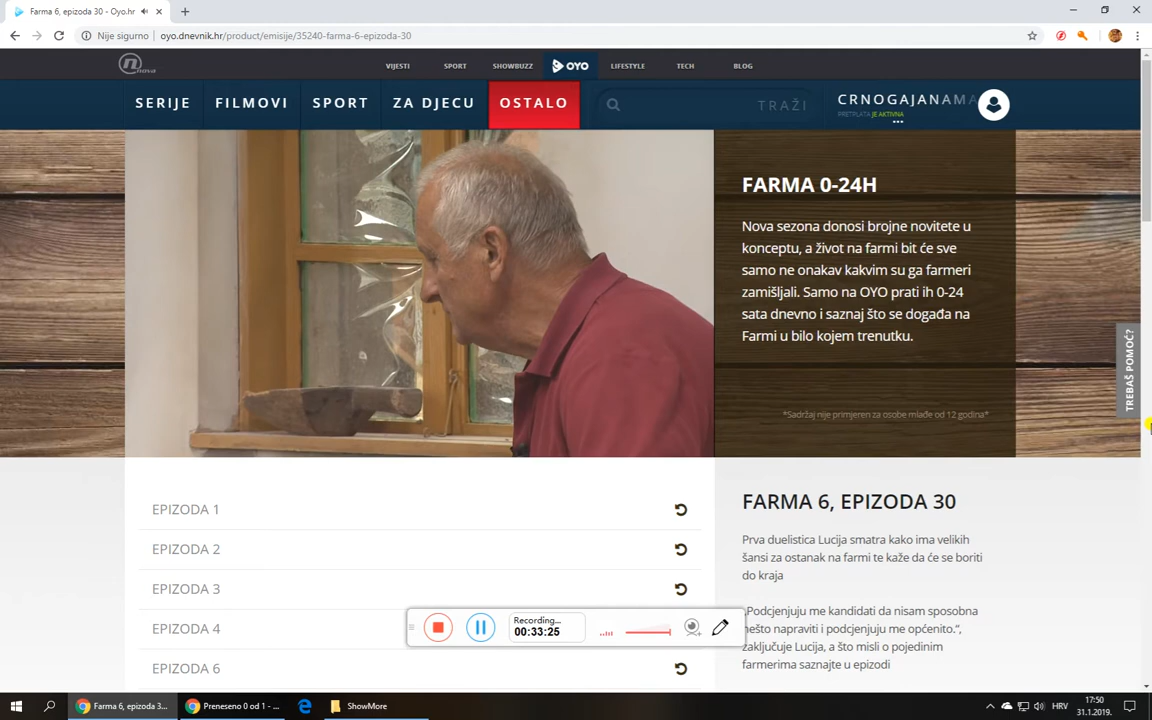 Farma 6, epizoda 30 - Oyo.hr
Nije sigurno
oyo.dnevnik.hr/product/emisije/35240-farma-6-epizoda-30
nova
VIJESTI
SPORT
SHOWBUZZ
OYO
LIFESTYLE
TECH
BLOG
SERIJE
FILMOVI
SPORT
ZA DJECU
OSTALO
TRAŽI
CRNOGAJANAMA
PRETPLATA JE AKTIVNA
FARMA 0-24H
Nova sezona donosi brojne novitete u
konceptu, a život na farmi bit će sve
samo ne onakav kakvim su ga farmeri
zamišljali. Samo na OYO prati ih 0-24
sata dnevno i saznaj što se događa na
Farmi u bilo kojem trenutku.
*Sadržaj nije primjeren za osobe mlađe od 12 godina*
TREBAŠ POMOĆ?
EPIZODA 1
EPIZODA 2
EPIZODA 3
EPIZODA 4
EPIZODA 6
FARMA 6, EPIZODA 30
Prva duelistica Lucija smatra kako ima velikih
šansi za ostanak na farmi te kaže da će se boriti
do kraja
„Podcjenjuju me kandidati da nisam sposobna
nešto napraviti i podcjenjuju me općenito.“,
zaključuje Lucija, a što misli o pojedinim
farmerima saznajte u epizodi
Recording...
00:33:25
Farma 6, epizoda 3...
Preneseno 0 od 1 - ...
ShowMore
HRV
17:50
31.1.2019.